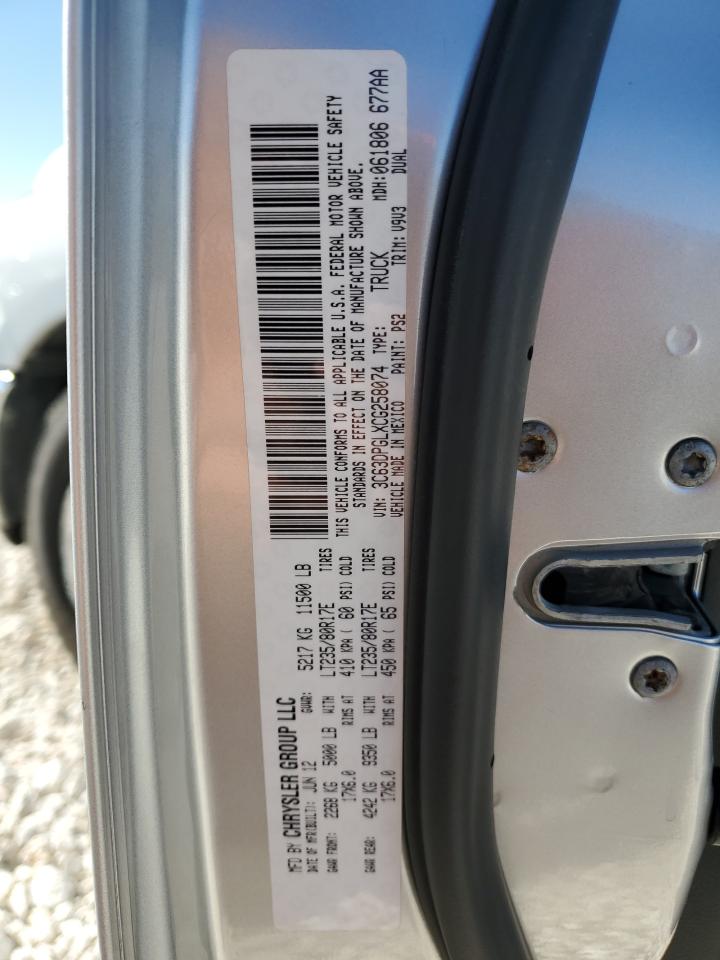 MFD BY CHRYSLER GROUP LLC
DATE OF MFR(BUILT): JUN 12 GVWR: 5217 KG 11500 LB
GAWR FRONT: 2268 KG 5000 LB WITH LT235/80R17E TIRES
17X6.0 RIMS AT 410 KPA ( 60 PSI) COLD
GAWR REAR: 4242 KG 9350 LB WITH LT235/80R17E TIRES
17X6.0 RIMS AT 450 KPA ( 65 PSI) COLD
THIS VEHICLE CONFORMS TO ALL APPLICABLE U.S.A. FEDERAL MOTOR VEHICLE SAFETY
STANDARDS IN EFFECT ON THE DATE OF MANUFACTURE SHOWN ABOVE.
VIN: 3C63DPGLXCG258074 TYPE: TRUCK MDH:061806 677AA
VEHICLE MADE IN MEXICO PAINT: PS2 TRIM: V9V3 DUAL